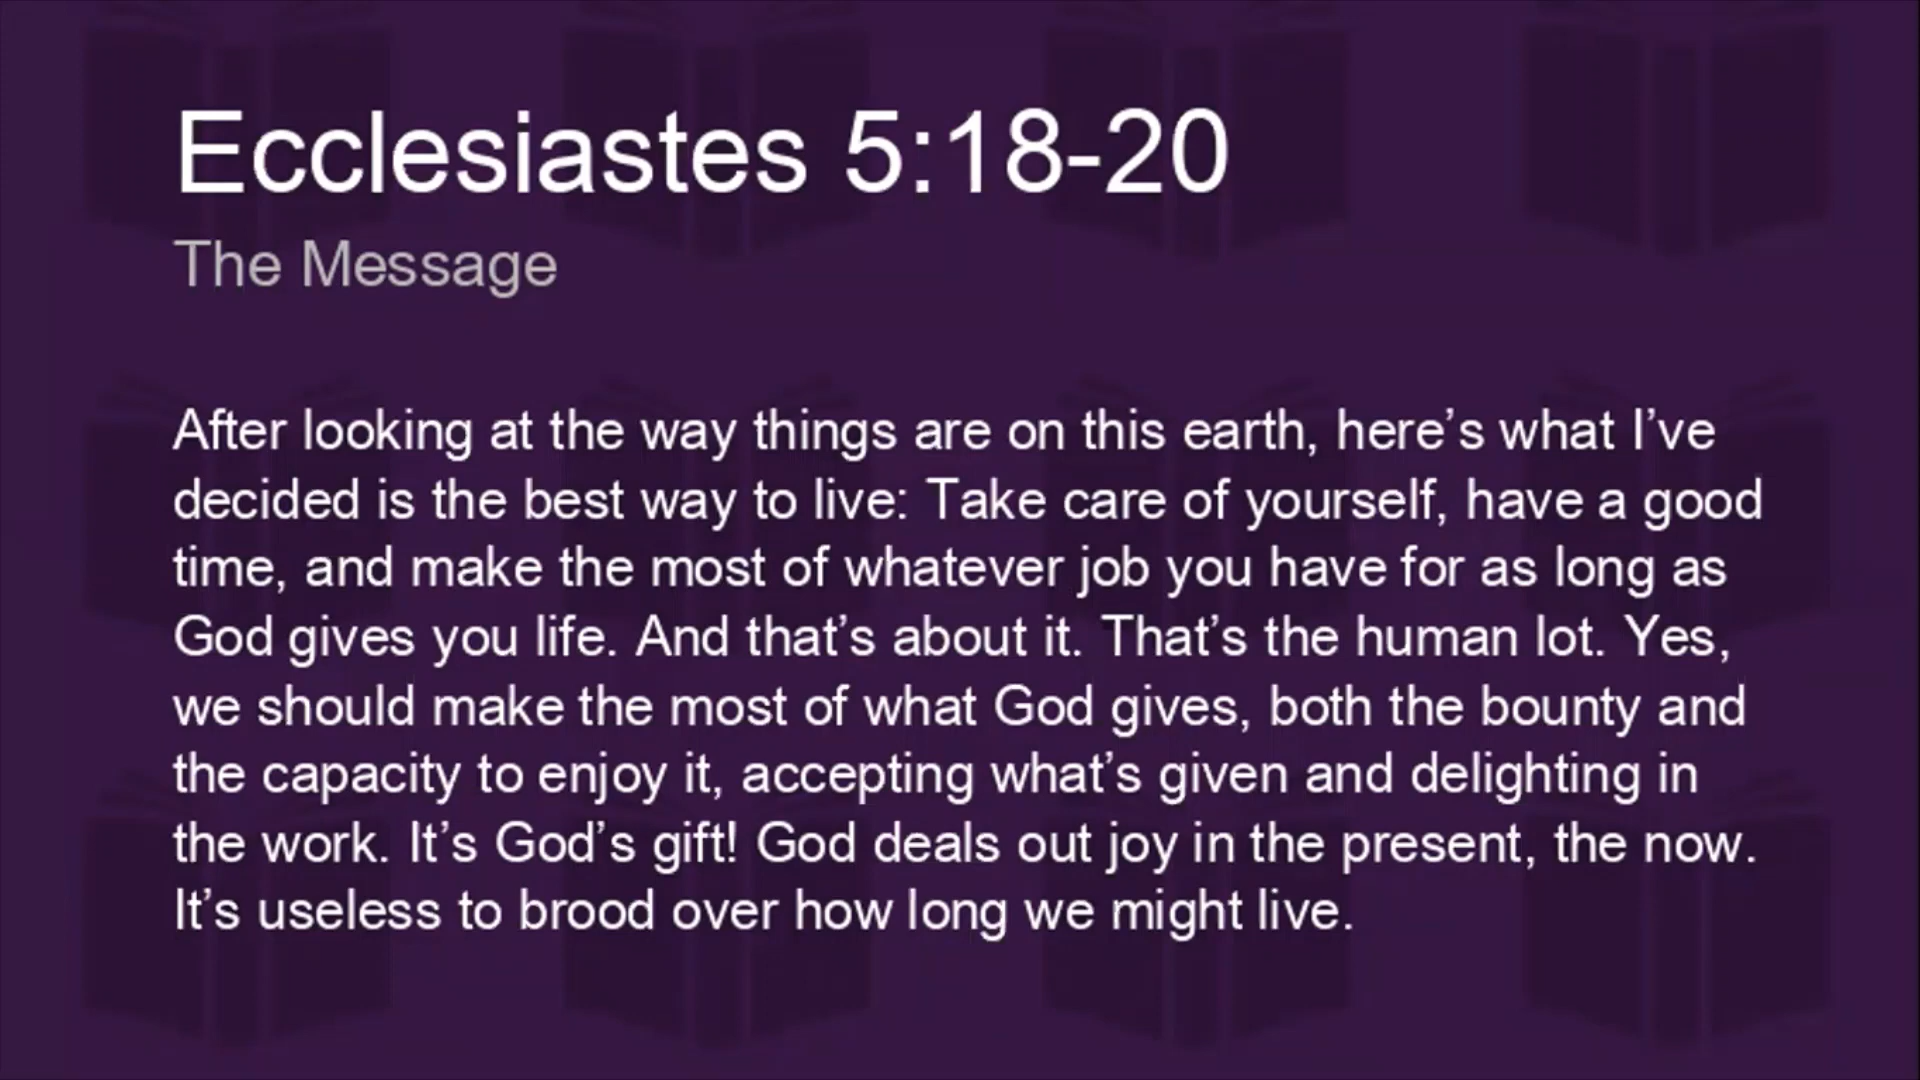 Ecclesiastes 5:18-20
The Message
After looking at the way things are on this earth, here’s what I’ve
decided is the best way to live: Take care of yourself, have a good
time, and make the most of whatever job you have for as long as
God gives you life. And that’s about it. That’s the human lot. Yes,
we should make the most of what God gives, both the bounty and
the capacity to enjoy it, accepting what’s given and delighting in
the work. It’s God’s gift! God deals out joy in the present, the now.
It’s useless to brood over how long we might live.